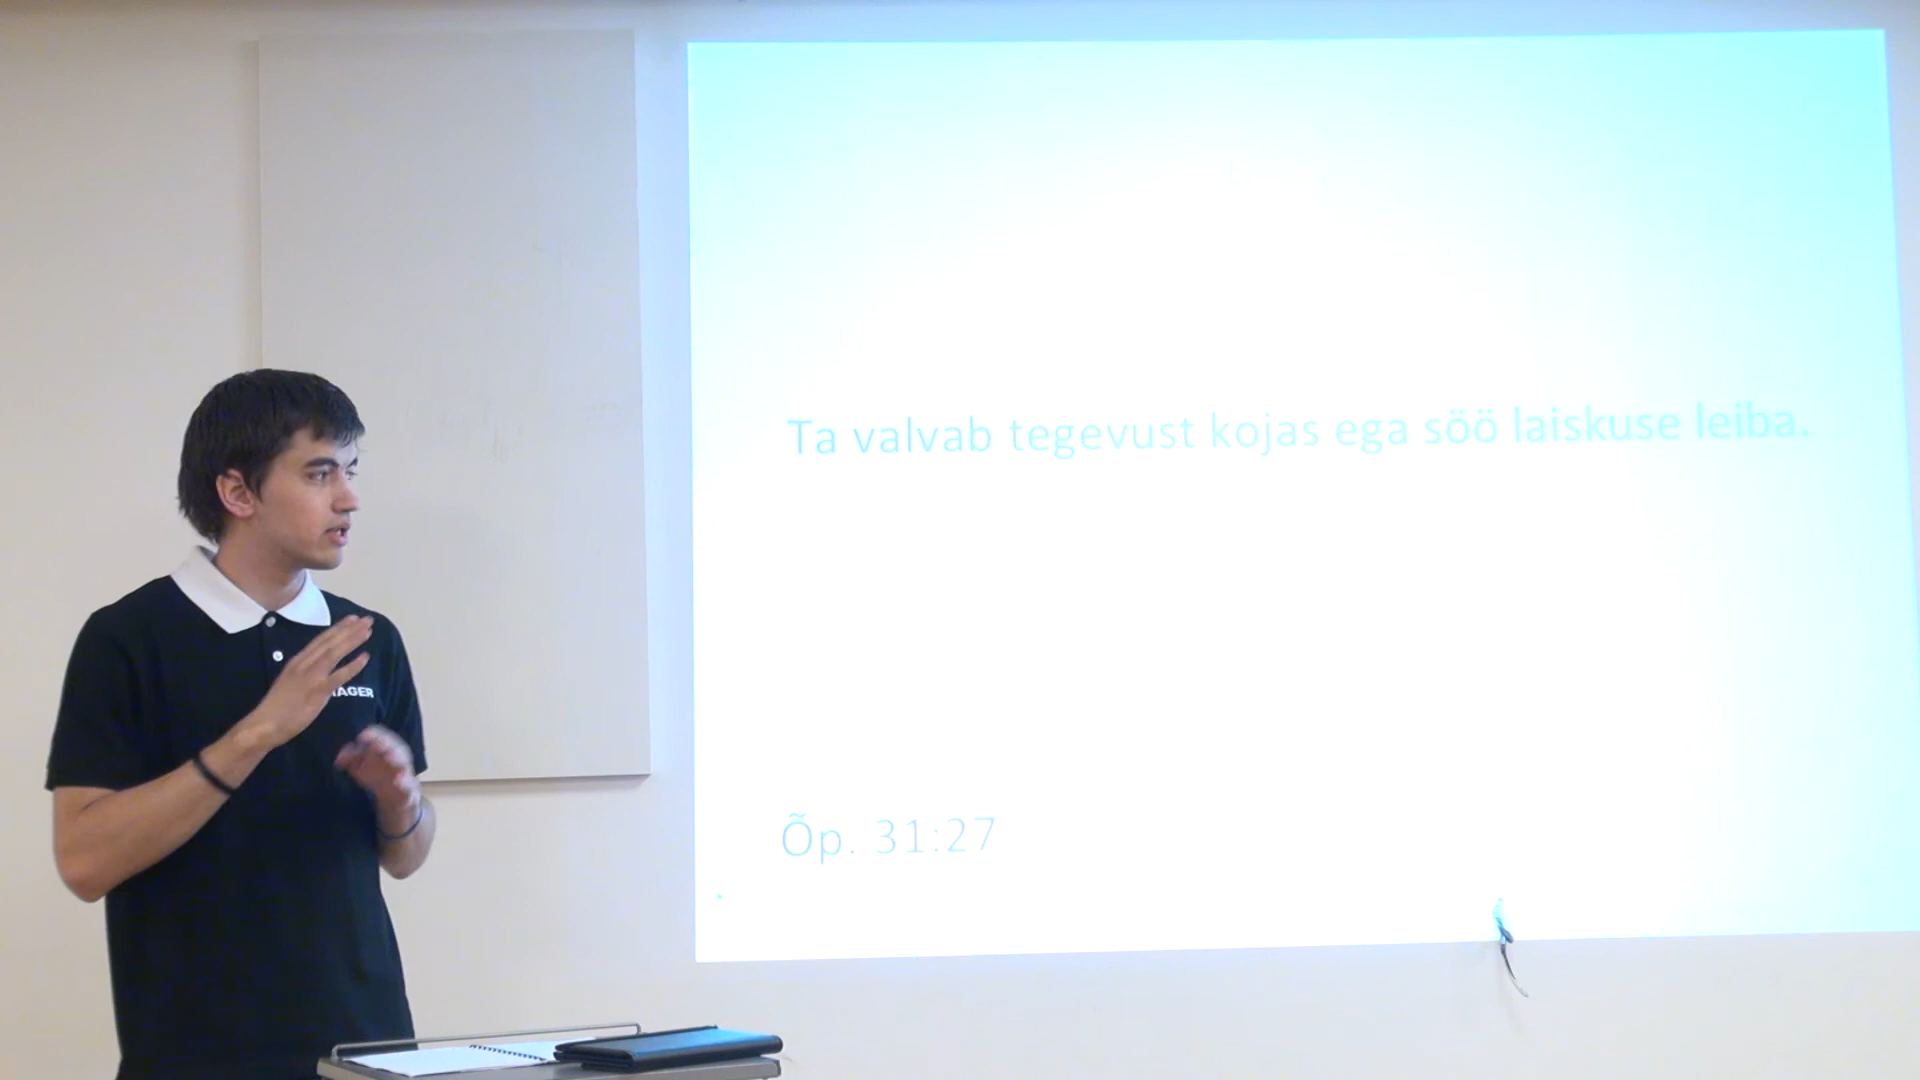 Ta valvab tegevust kojas ega söö laiskuse leiba.
Õp. 31:27